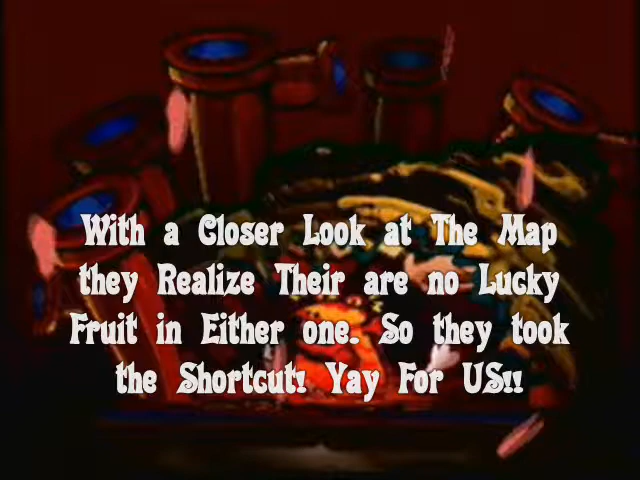 With a Closer Look at The Map
they Realize Their are no Lucky
Fruit in Either one. So they took
the Shortcut! Yay For US!!